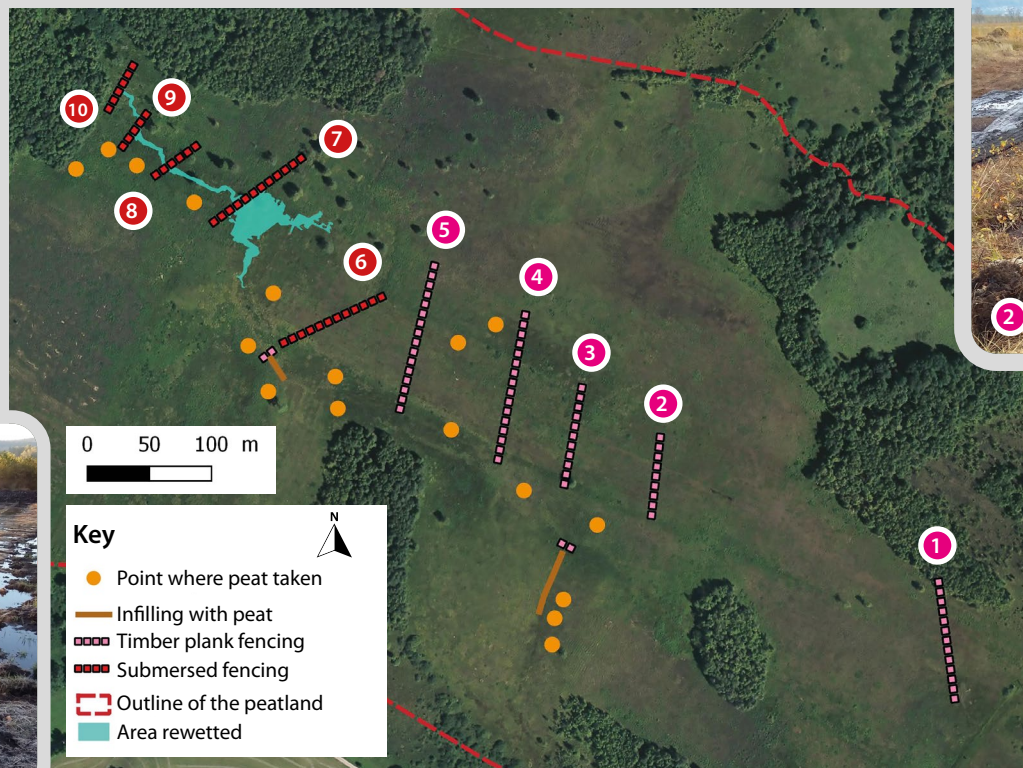 10
9
7
8
5
6
4
3
2
2
1
0 50 100 m
N
Key
Point where peat taken
Infilling with peat
Timber plank fencing
Submersed fencing
Outline of the peatland
Area rewetted